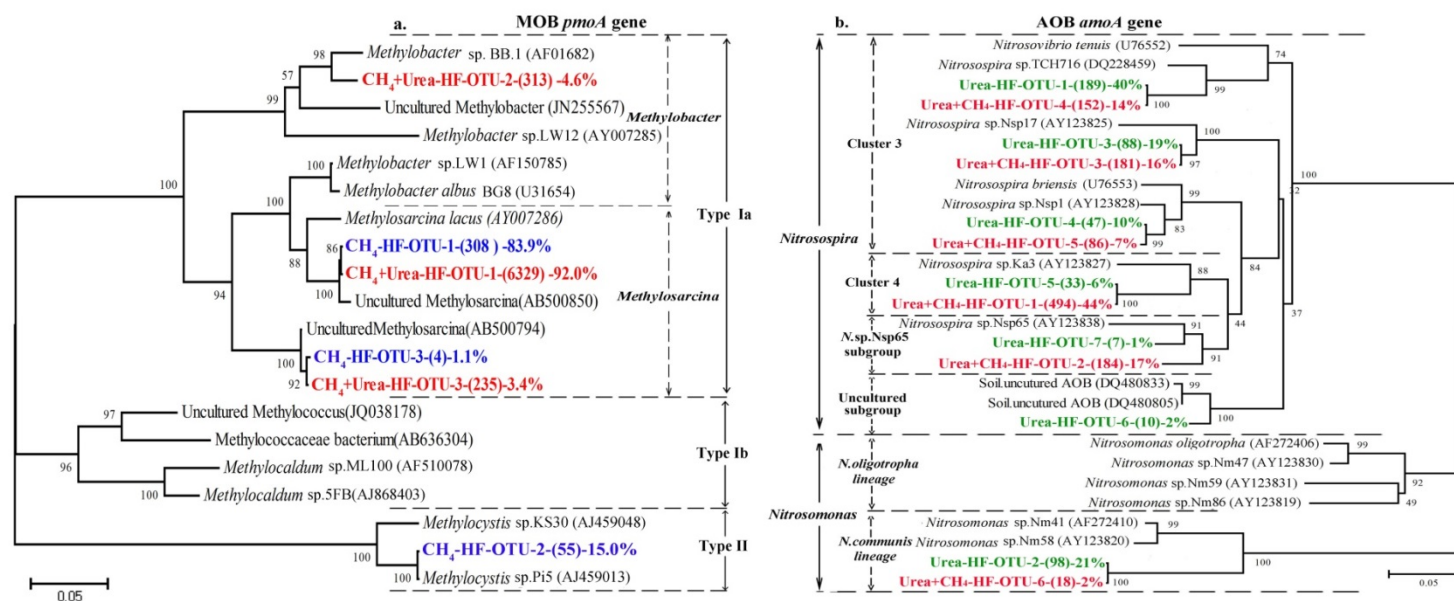 a.
MOB pmoA gene
98
Methylobacter sp. BB.1 (AF01682)
57
CH₄+Urea-HF-OTU-2-(313) -4.6%
99
Uncultured Methylobacter (JN255567)
Methylobacter
Methylobacter sp.LW12 (AY007285)
100
100
Methylobacter sp.LW1 (AF150785)
100
Methylobacter albus BG8 (U31654)
Type Ia
Methylosarcina lacus (AY007286)
86
CH₄-HF-OTU-1-(308 ) -83.9%
88
CH₄+Urea-HF-OTU-1-(6329) -92.0%
100
Uncultured Methylosarcina(AB500850)
Methylosarcina
94
UnculturedMethylosarcina(AB500794)
100
CH₄-HF-OTU-3-(4)-1.1%
92
CH₄+Urea-HF-OTU-3-(235)-3.4%
97
Uncultured Methylococcus(JQ038178)
Methylococcaceae bacterium(AB636304)
Type Ib
96
Methylocaldum sp.ML100 (AF510078)
100
Methylocaldum sp.5FB(AJ868403)
Methylocystis sp.KS30 (AJ459048)
Type II
100
CH₄-HF-OTU-2-(55)-15.0%
100
Methylocystis sp.Pi5 (AJ459013)
0.05
b.
AOB amoA gene
Nitrosovibrio tenuis (U76552)
74
Nitrosospira sp.TCH716 (DQ228459)
99
Urea-HF-OTU-1-(189)-40%
Urea+CH₄-HF-OTU-4-(152)-14%
100
Nitrosospira sp.Nsp17 (AY123825)
100
Cluster 3
Urea-HF-OTU-3-(88)-19%
Urea+CH₄-HF-OTU-3-(181)-16%
97
100
Nitrosospira briensis (U76553)
99
Nitrosospira sp.Nsp1 (AY123828)
83
Urea-HF-OTU-4-(47)-10%
Urea+CH₄-HF-OTU-5-(86)-7%
99
Nitrosospira
84
Nitrosospira sp.Ka3 (AY123827)
88
Cluster 4
Urea-HF-OTU-5-(33)-6%
Urea+CH₄-HF-OTU-1-(494)-44%
100
37
44
N.sp.Nsp65
subgroup
Nitrosospira sp.Nsp65 (AY123838)
91
Urea-HF-OTU-7-(7)-1%
Urea+CH₄-HF-OTU-2-(184)-17%
91
Uncultured
subgroup
Soil.uncutured AOB (DQ480833)
99
Soil.uncutured AOB (DQ480805)
100
Urea-HF-OTU-6-(10)-2%
Nitrosomonas oligotropha (AF272406)
99
N.oligotropha
lineage
Nitrosomonas sp.Nm47 (AY123830)
Nitrosomonas sp.Nm59 (AY123831)
92
Nitrosomonas sp.Nm86 (AY123819)
49
Nitrosomonas
N.communis
lineage
Nitrosomonas sp.Nm41 (AF272410)
99
Nitrosomonas sp.Nm58 (AY123820)
100
Urea-HF-OTU-2-(98)-21%
Urea+CH₄-HF-OTU-6-(18)-2%
100
0.05